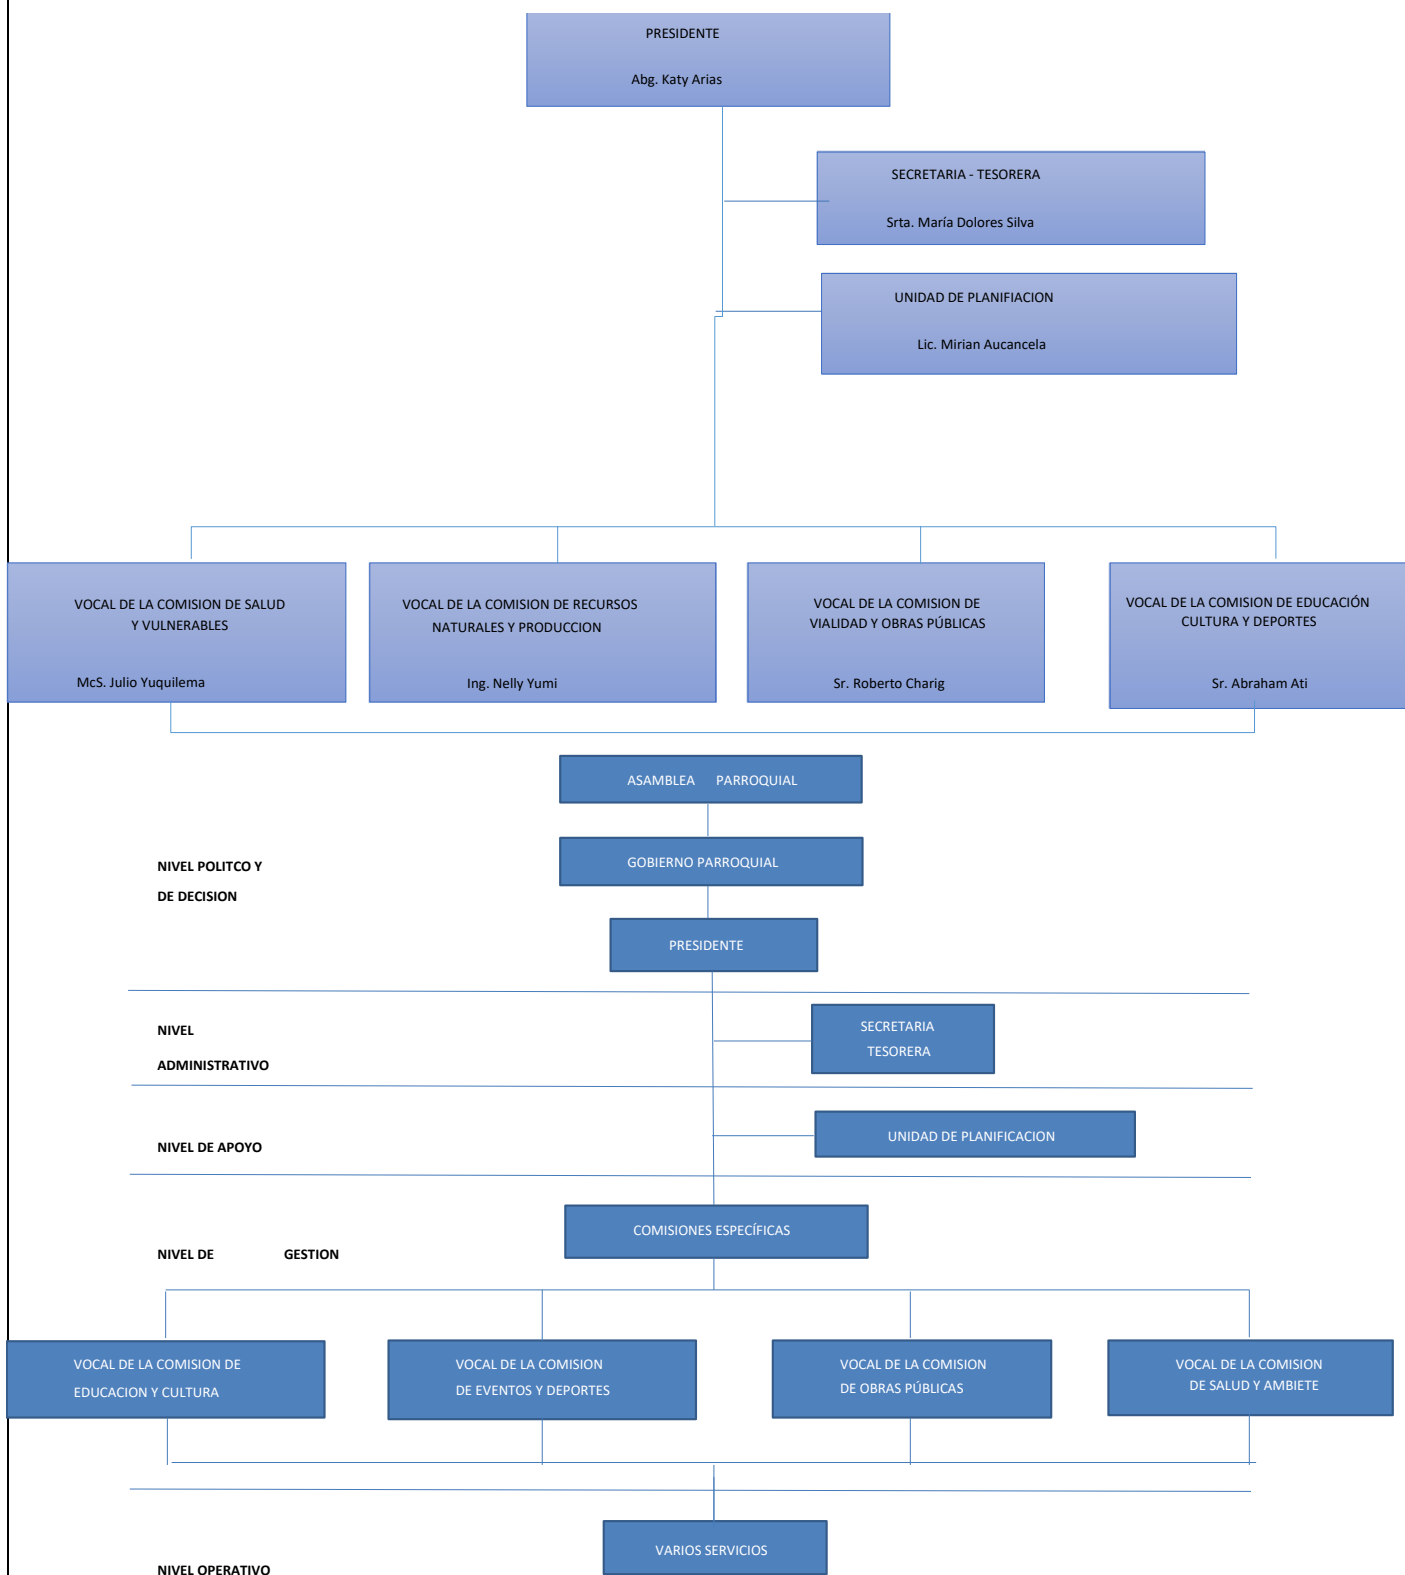 PRESIDENTE
Abg. Katy Arias
SECRETARIA - TESORERA
Srta. María Dolores Silva
UNIDAD DE PLANIFIACION
Lic. Mirian Aucancela
VOCAL DE LA COMISION DE SALUD
Y VULNERABLES
McS. Julio Yuquilema
VOCAL DE LA COMISION DE RECURSOS
NATURALES Y PRODUCCION
Ing. Nelly Yumi
VOCAL DE LA COMISION DE
VIALIDAD Y OBRAS PÚBLICAS
Sr. Roberto Charig
VOCAL DE LA COMISION DE EDUCACIÓN
CULTURA Y DEPORTES
Sr. Abraham Ati
ASAMBLEA PARROQUIAL
NIVEL POLITCO Y
DE DECISION
GOBIERNO PARROQUIAL
PRESIDENTE
NIVEL
ADMINISTRATIVO
SECRETARIA
TESORERA
NIVEL DE APOYO
UNIDAD DE PLANIFICACION
COMISIONES ESPECÍFICAS
NIVEL DE GESTION
VOCAL DE LA COMISION DE
EDUCACION Y CULTURA
VOCAL DE LA COMISION
DE EVENTOS Y DEPORTES
VOCAL DE LA COMISION
DE OBRAS PÚBLICAS
VOCAL DE LA COMISION
DE SALUD Y AMBIETE
VARIOS SERVICIOS
NIVEL OPERATIVO